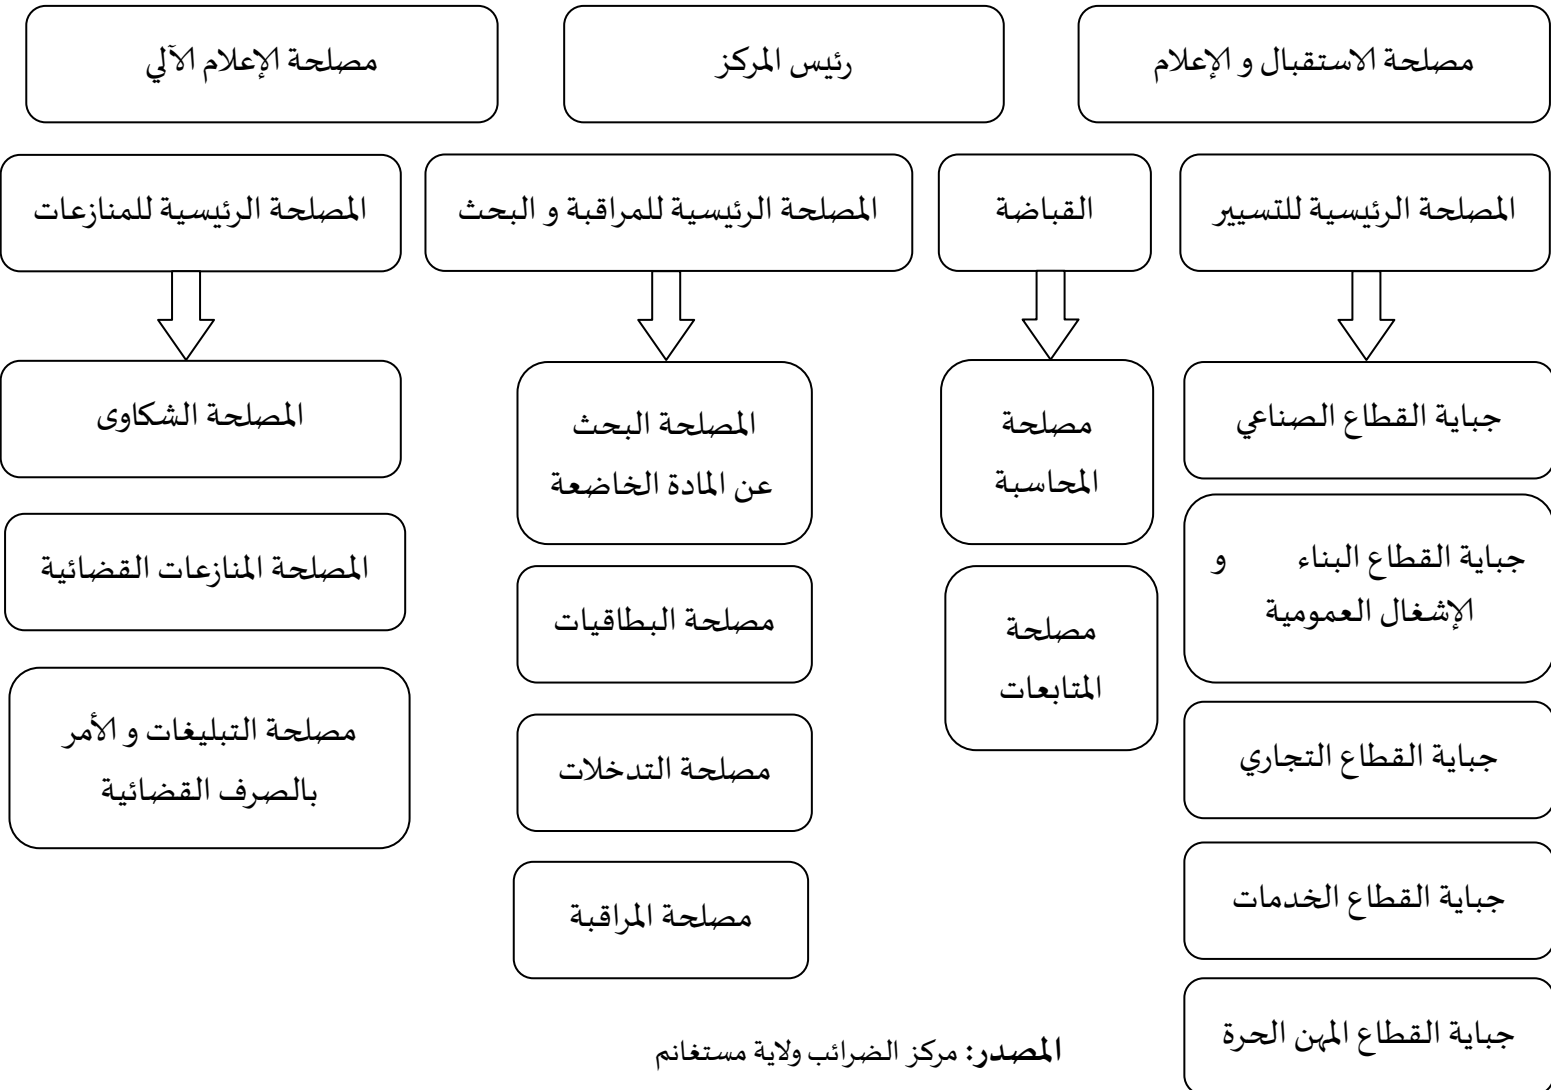 مصلحة الاستقبال و الإعلام
رئيس المركز
مصلحة الإعلام الآلي
المصلحة الرئيسية للتسيير
القباضة
المصلحة الرئيسية للمراقبة و البحث
المصلحة الرئيسية للمنازعات
جباية القطاع الصناعي
جباية القطاع البناء و
الإشغال العمومية
جباية القطاع التجاري
جباية القطاع الخدمات
جباية القطاع المهن الحرة
مصلحة
المحاسبة
مصلحة
المتابعات
المصلحة البحث
عن المادة الخاضعة
مصلحة البطاقيات
مصلحة التدخلات
مصلحة المراقبة
المصلحة الشكاوى
المصلحة المنازعات القضائية
مصلحة التبليغات و الأمر
بالصرف القضائية
المصدر: مركز الضرائب ولاية مستغانم